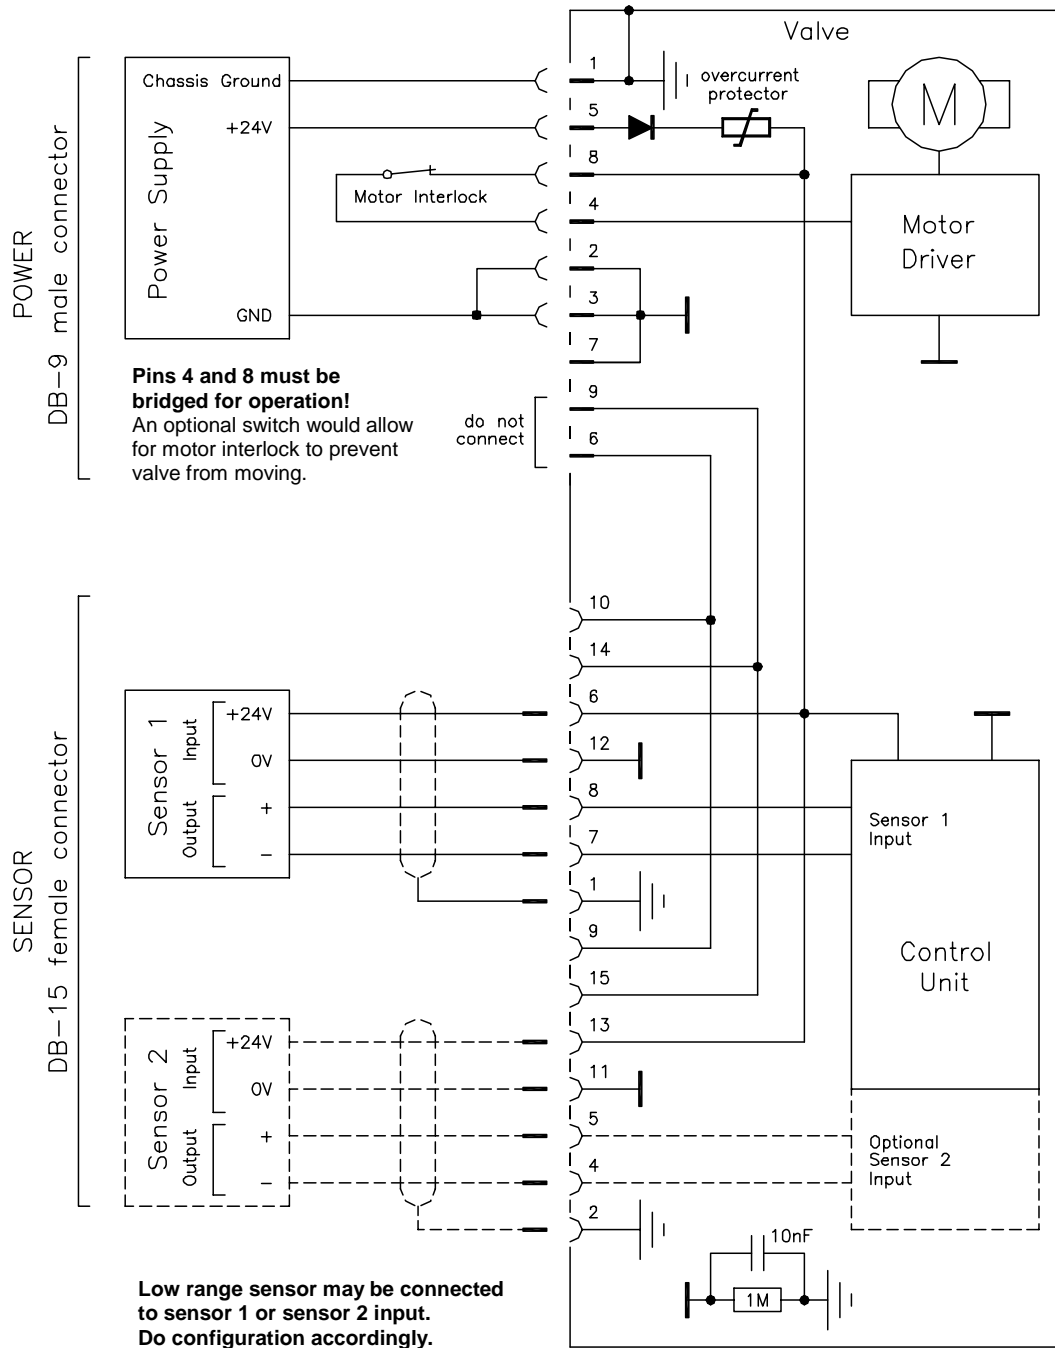 Valve
POWER
DB-9 male connector
Power Supply
Chassis Ground
+24V
GND
Motor Interlock
1
5
8
4
2
3
7
9
6
overcurrent
protector
M
Motor
Driver
Pins 4 and 8 must be
bridged for operation!
An optional switch would allow
for motor interlock to prevent
valve from moving.
do not
connect
SENSOR
DB-15 female connector
Sensor 1
Input
+24V
0V
Output
+
-
10
14
6
12
8
7
1
9
15
13
11
5
4
2
Sensor 1
Input
Control
Unit
Sensor 2
Input
+24V
0V
Output
+
-
Optional
Sensor 2
Input
10nF
1M
Low range sensor may be connected
to sensor 1 or sensor 2 input.
Do configuration accordingly.